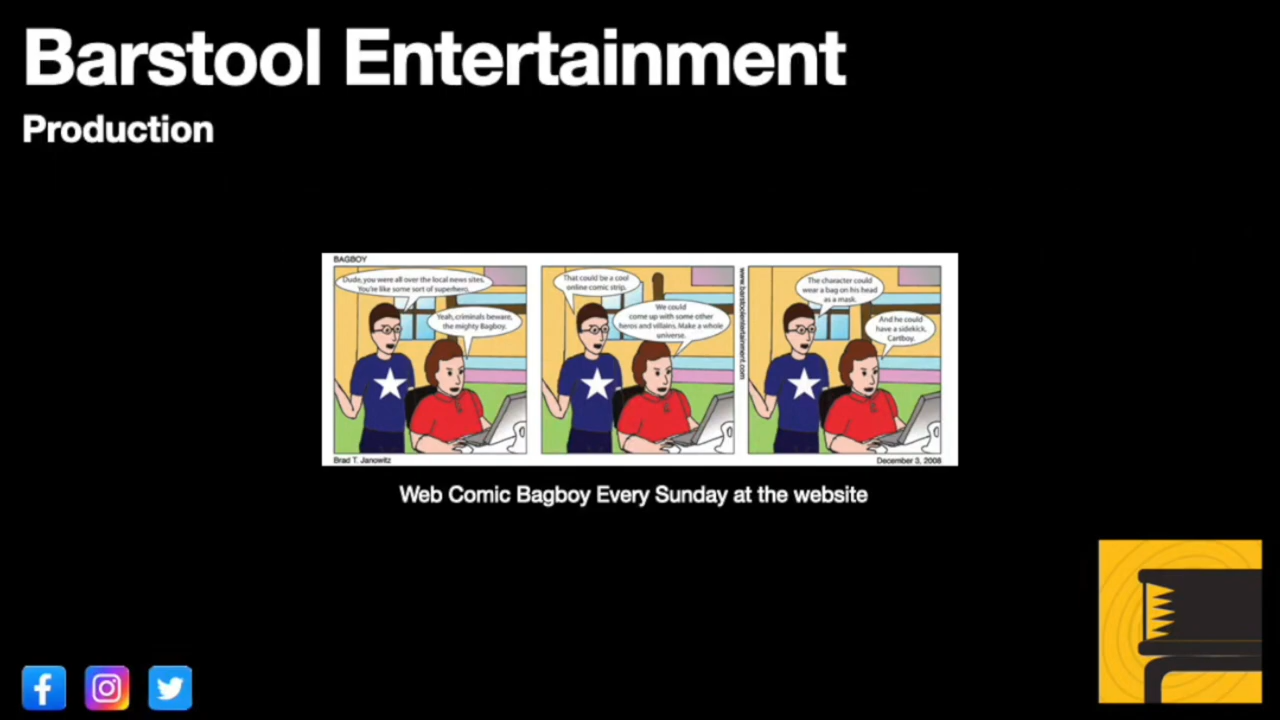 Barstool Entertainment
Production
BAGBOY
Dude, you were all over the local news sites.
You're like some sort of superhero.
Yeah, criminals beware,
the mighty Bagboy.
That could be a cool
online comic strip.
We could
come up with some other
heros and villains. Make a whole
universe.
www.barstoolentertainment.com
The character could
wear a bag on his head
as a mask.
And he could
have a sidekick,
Cartboy.
Brad T. Janowitz
December 3, 2008
Web Comic Bagboy Every Sunday at the website